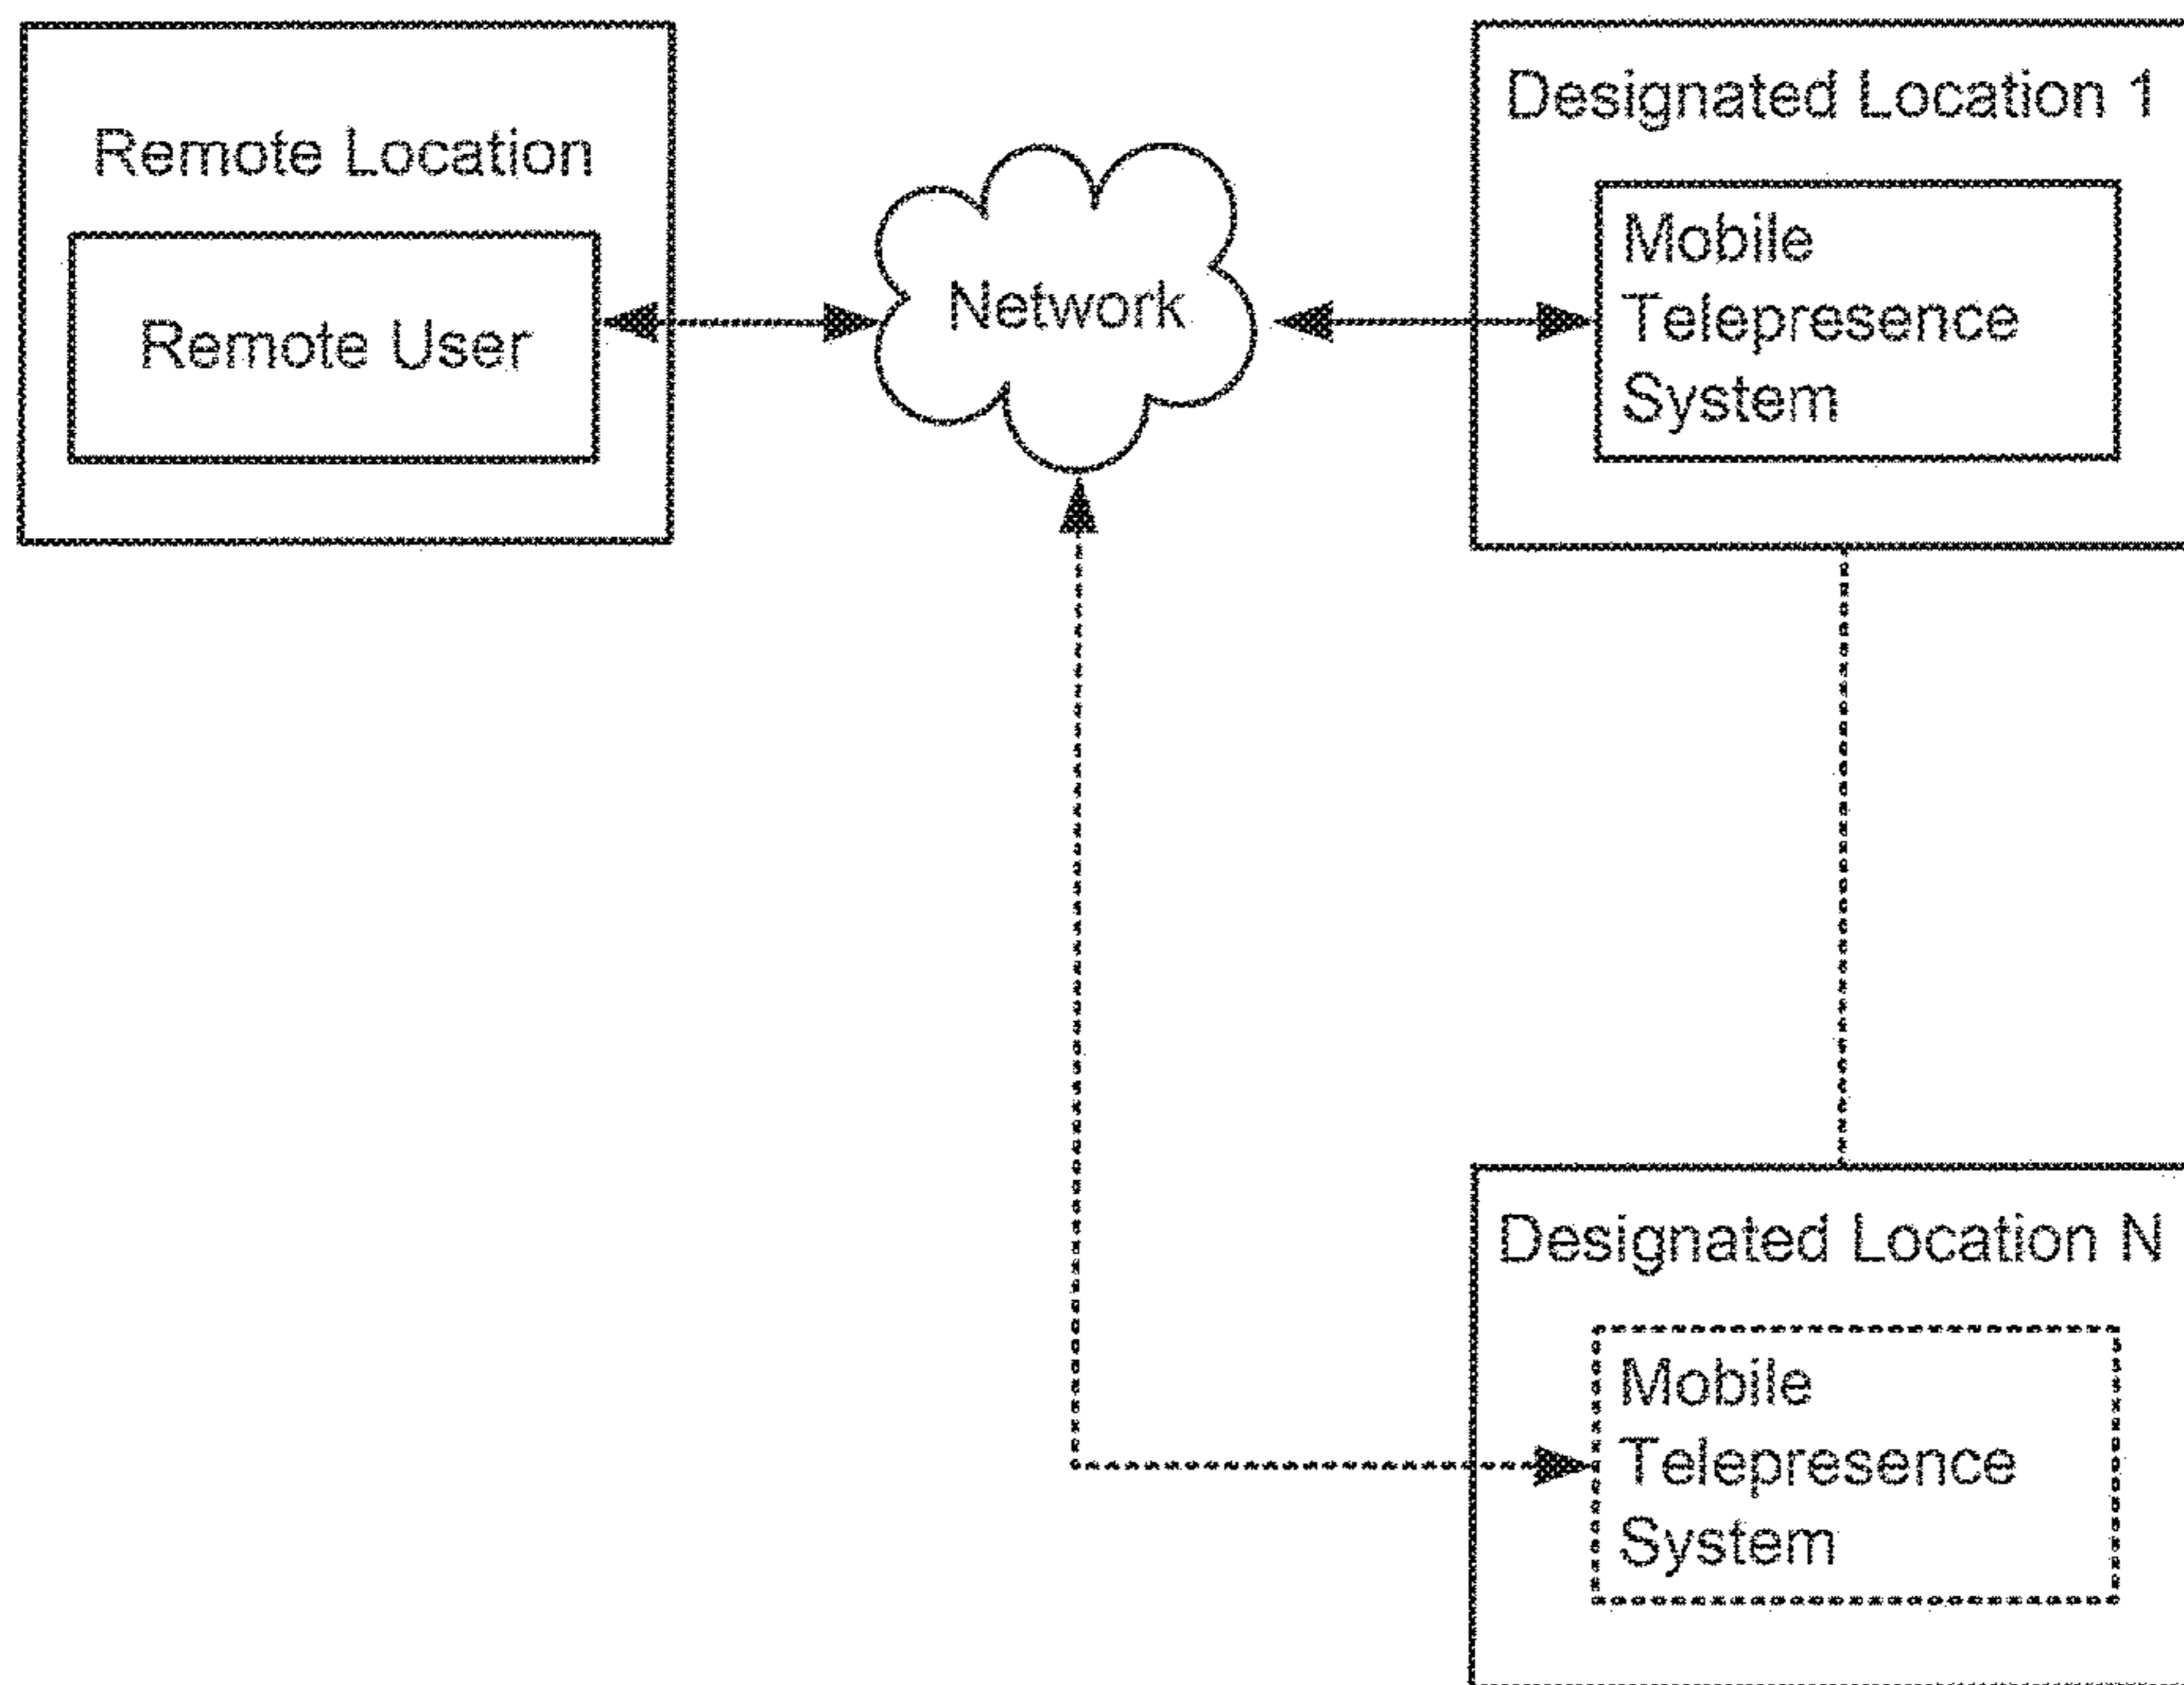 Remote Location
Remote User
Network
Designated Location 1
Mobile
Telepresence
System
Designated Location N
Mobile
Telepresence
System